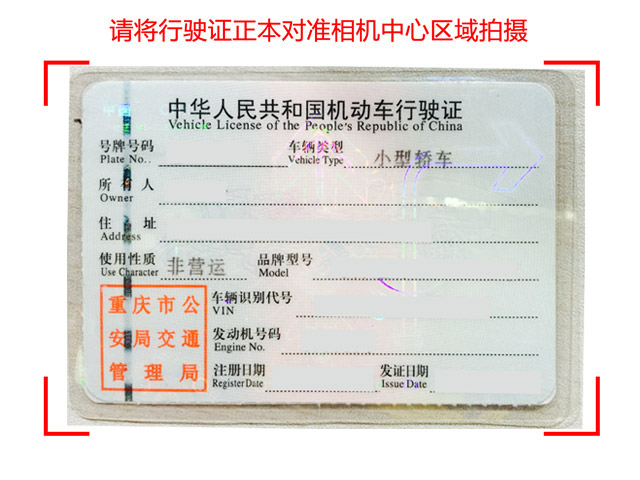 请将行驶证正本对准相机中心区域拍摄
中华人民共和国机动车行驶证
Vehicle License of the People's Republic of China
号牌号码 车辆类型 小型轿车
Plate No.. Vehicle Type
所有人
Owner
住址
Address
使用性质 非营运 品牌型号
Use Character Model
重庆市公
安局交通
管理局
车辆识别代号
VIN
发动机号码
Engine No.
注册日期 发证日期
Register Date Issue Date